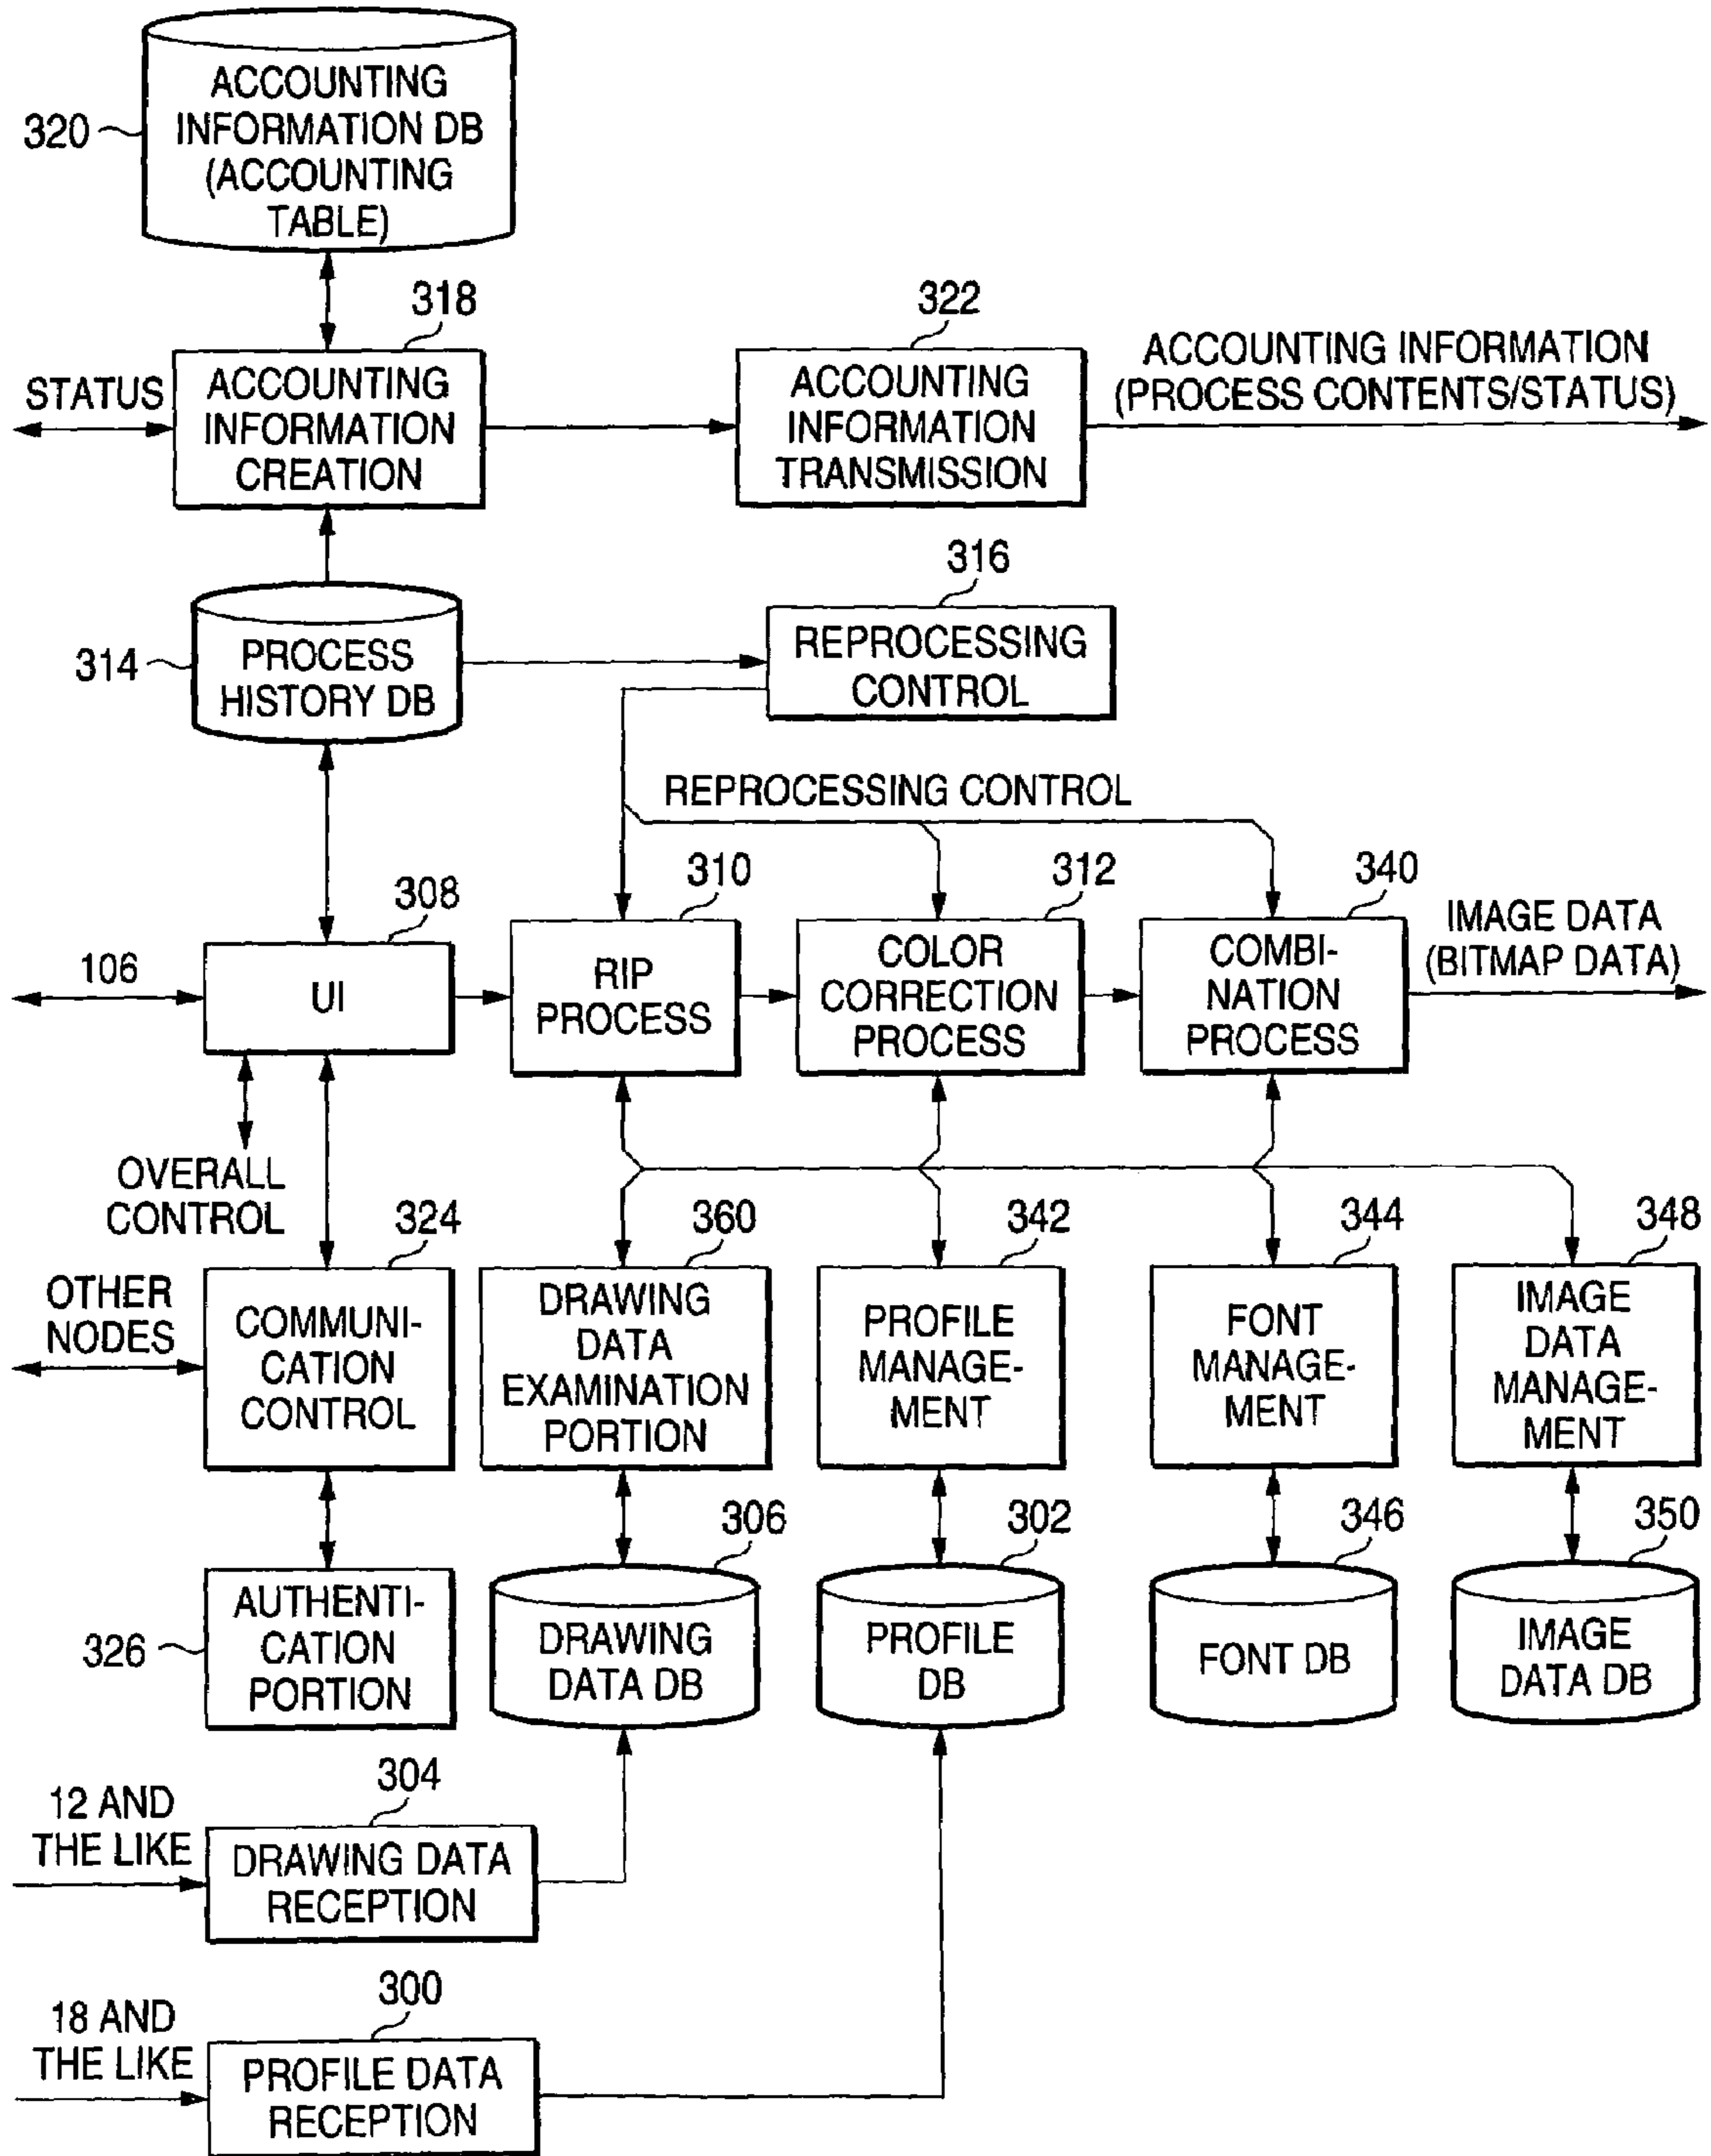 ACCOUNTING
INFORMATION DB
(ACCOUNTING
TABLE)
320
318
322
STATUS
ACCOUNTING
INFORMATION
CREATION
ACCOUNTING
INFORMATION
TRANSMISSION
ACCOUNTING INFORMATION
(PROCESS CONTENTS/STATUS)
316
314
PROCESS
HISTORY DB
REPROCESSING
CONTROL
REPROCESSING CONTROL
308
310
312
340
106
UI
RIP
PROCESS
COLOR
CORRECTION
PROCESS
COMBI-
NATION
PROCESS
IMAGE DATA
(BITMAP DATA)
OVERALL
CONTROL
324
360
342
344
348
OTHER
NODES
COMMUNI-
CATION
CONTROL
DRAWING
DATA
EXAMINATION
PORTION
PROFILE
MANAGE-
MENT
FONT
MANAGE-
MENT
IMAGE
DATA
MANAGE-
MENT
306
302
346
350
326
AUTHENTI-
CATION
PORTION
DRAWING
DATA DB
PROFILE
DB
FONT DB
IMAGE
DATA DB
304
12 AND
THE LIKE
DRAWING DATA
RECEPTION
300
18 AND
THE LIKE
PROFILE DATA
RECEPTION